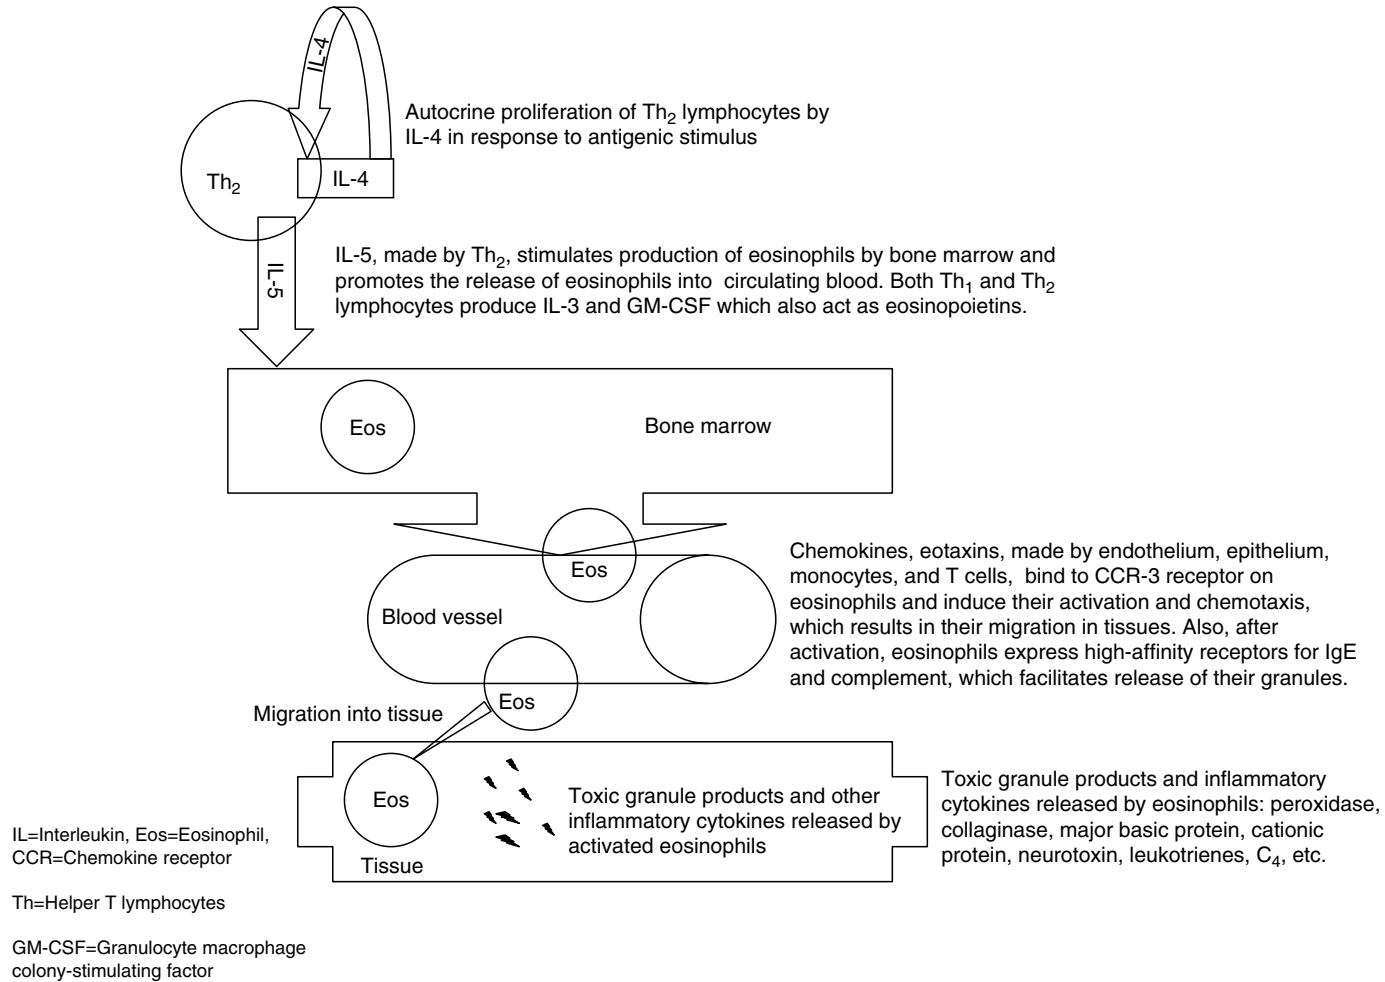 IL-4
Autocrine proliferation of Th2 lymphocytes by
IL-4 in response to antigenic stimulus
Th2
IL-4
IL-5
IL-5, made by Th2, stimulates production of eosinophils by bone marrow and
promotes the release of eosinophils into circulating blood. Both Th1 and Th2
lymphocytes produce IL-3 and GM-CSF which also act as eosinopoietins.
Eos
Bone marrow
Eos
Blood vessel
Chemokines, eotaxins, made by endothelium, epithelium,
monocytes, and T cells, bind to CCR-3 receptor on
eosinophils and induce their activation and chemotaxis,
which results in their migration in tissues. Also, after
activation, eosinophils express high-affinity receptors for IgE
and complement, which facilitates release of their granules.
Eos
Migration into tissue
Eos
Tissue
Toxic granule products and other
inflammatory cytokines released by
activated eosinophils
Toxic granule products and inflammatory
cytokines released by eosinophils: peroxidase,
collaginase, major basic protein, cationic
protein, neurotoxin, leukotrienes, C4, etc.
IL=Interleukin, Eos=Eosinophil,
CCR=Chemokine receptor
Th=Helper T lymphocytes
GM-CSF=Granulocyte macrophage
colony-stimulating factor